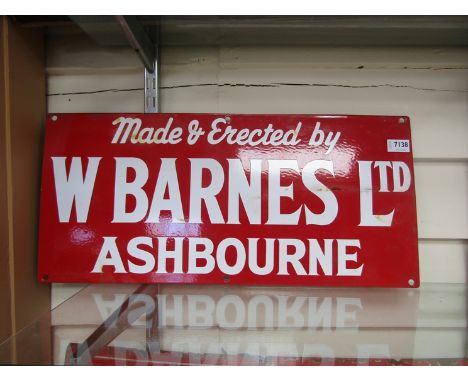 Made & Erected by
7138
W BARNES LTD
ASHBOURNE